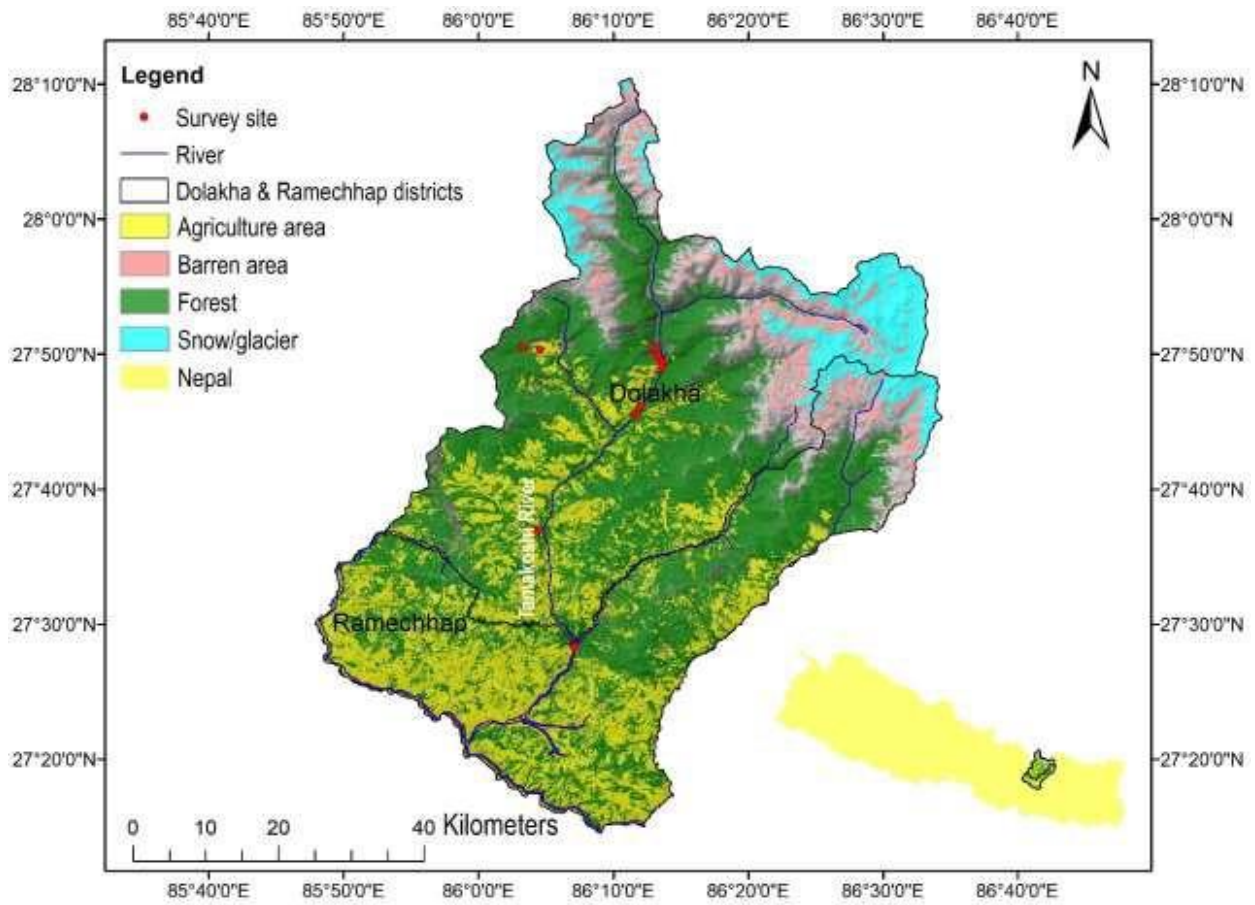 85°40'0"E 85°50'0"E 86°0'0"E 86°10'0"E 86°20'0"E 86°30'0"E 86°40'0"E
28°10'0"N
28°0'0"N
27°50'0"N
27°40'0"N
27°30'0"N
27°20'0"N
Legend
Survey site
River
Dolakha & Ramechhap districts
Agriculture area
Barren area
Forest
Snow/glacier
Nepal
N
Dolakha
Tamakoshi River
Ramechhap
28°10'0"N
28°0'0"N
27°50'0"N
27°40'0"N
27°30'0"N
27°20'0"N
0 10 20 40 Kilometers
85°40'0"E 85°50'0"E 86°0'0"E 86°10'0"E 86°20'0"E 86°30'0"E 86°40'0"E